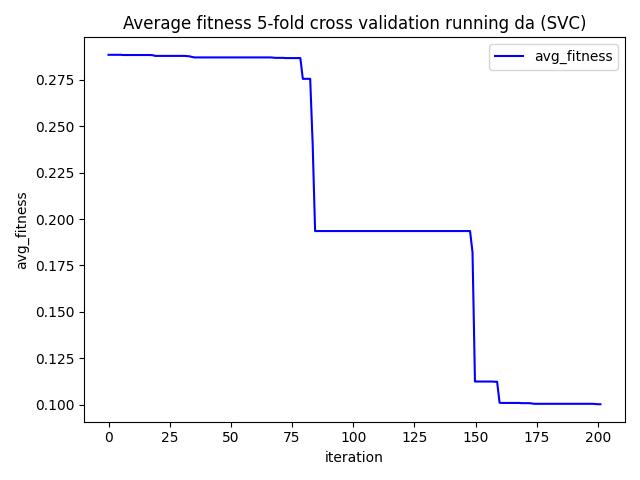 Average fitness 5-fold cross validation running da (SVC)
avg_fitness
avg_fitness
0.275
0.250
0.225
0.200
0.175
0.150
0.125
0.100
0 25 50 75 100 125 150 175 200
iteration